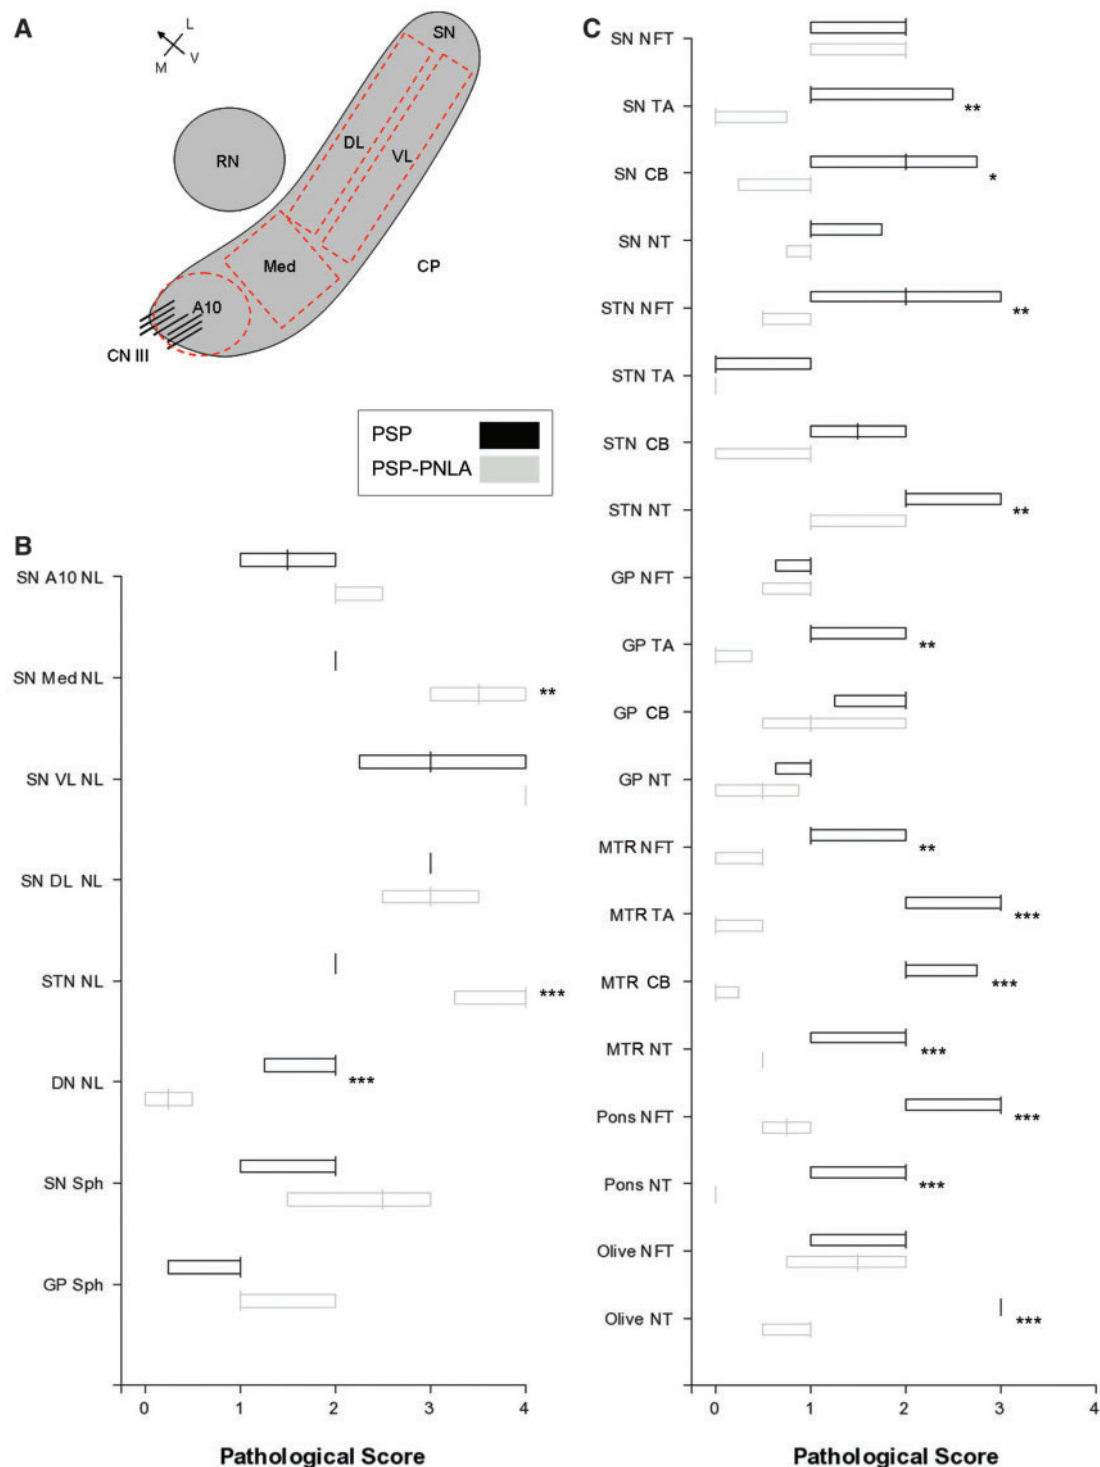 A
L
M
V
SN
DL
VL
RN
Med
CP
A10
CN III
PSP
PSP-PNLA
B
SN A10 NL
SN Med NL
**
SN VL NL
SN DL NL
STN NL
***
DN NL
***
SN Sph
GP Sph
0 1 2 3 4
Pathological Score
C
SN NFT
SN TA
**
SN CB
*
SN NT
STN NFT
**
STN TA
STN CB
STN NT
**
GP NFT
GP TA
**
GP CB
GP NT
MTR NFT
**
MTR TA
***
MTR CB
***
MTR NT
***
Pons NFT
***
Pons NT
***
Olive NFT
Olive NT
***
0 1 2 3 4
Pathological Score